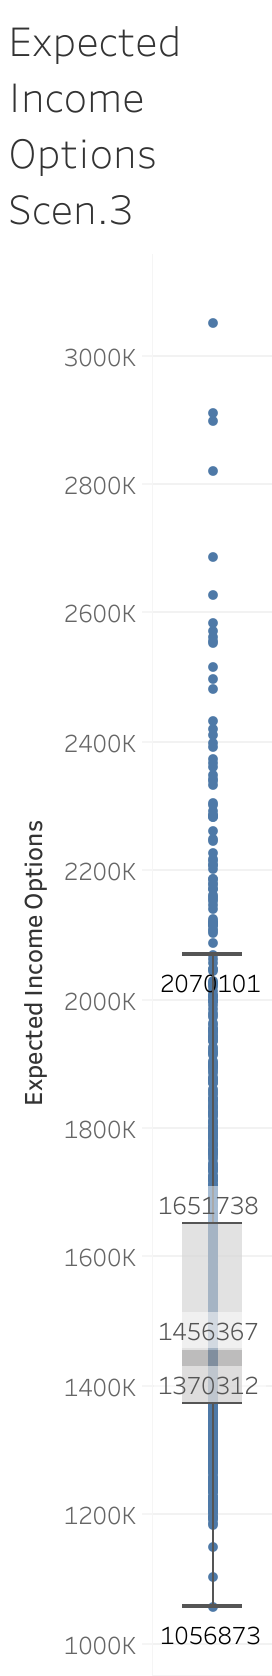 Expected
Income
Options
Scen.3
3000K
2800K
2600K
2400K
2200K
2070101
2000K
1800K
1651738
1600K
1456367
1400K
1370312
1200K
1056873
1000K
Expected Income Options